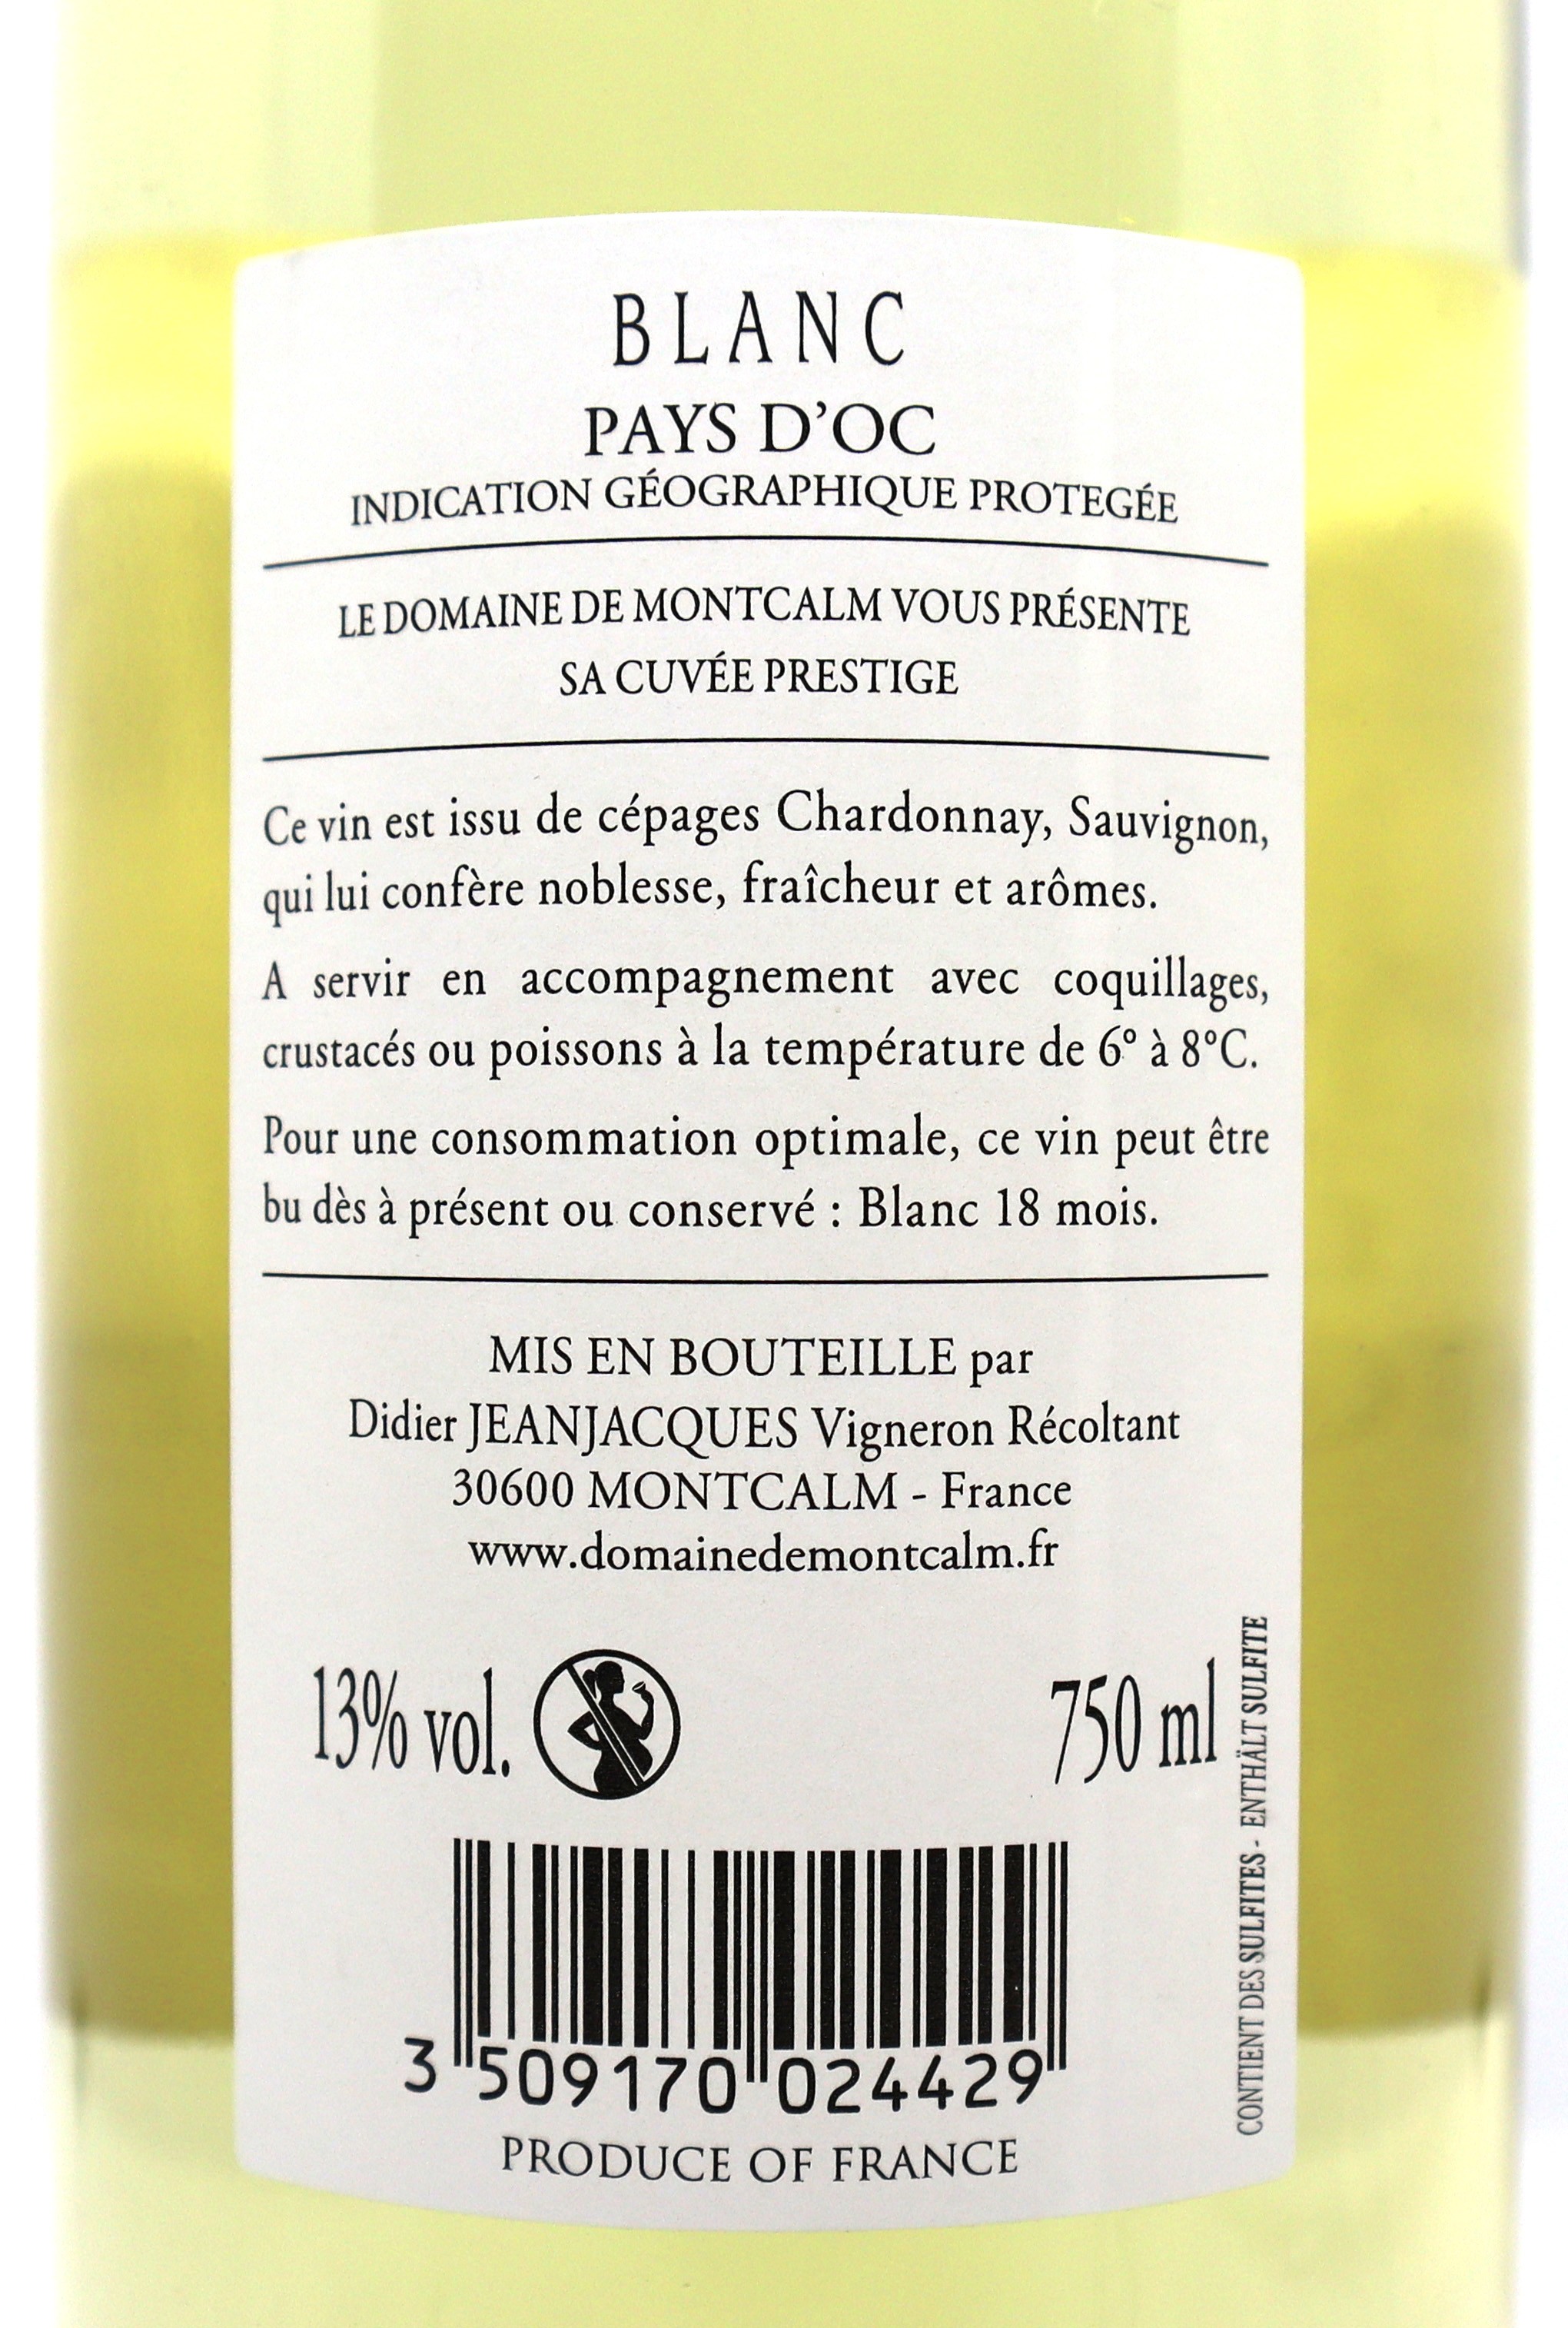 BLANC
PAYS D'OC
INDICATION GÉOGRAPHIQUE PROTEGÉE
LE DOMAINE DE MONTCALM VOUS PRÉSENTE
SA CUVÉE PRESTIGE
Ce vin est issu de cépages Chardonnay, Sauvignon,
qui lui confère noblesse, fraîcheur et arômes.
A servir en accompagnement avec coquillages,
crustacés ou poissons à la température de 6° à 8°C.
Pour une consommation optimale, ce vin peut être
bu dès à présent ou conservé : Blanc 18 mois.
MIS EN BOUTEILLE par
Didier JEANJACQUES Vigneron Récoltant
30600 MONTCALM - France
www.domainedemontcalm.fr
13% vol.
750 ml
CONTIENT DES SULFITES - ENTHÄLT SULFITE
3 509170 024429
PRODUCE OF FRANCE